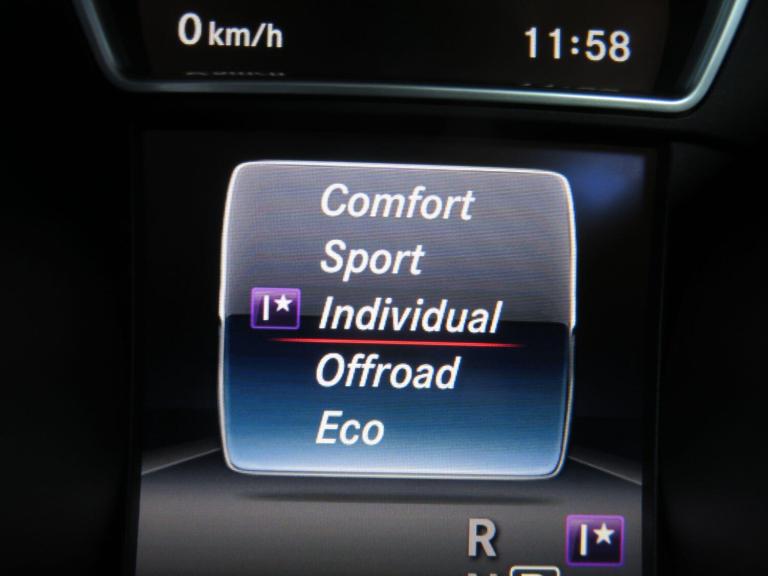 0 km/h 11:58
Comfort
Sport
I★ Individual
Offroad
Eco
R I★